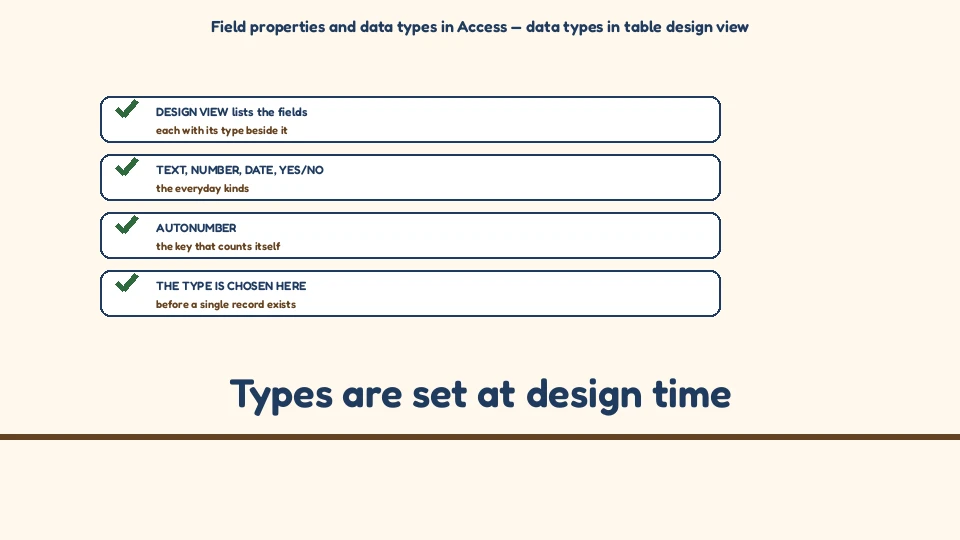 Field properties and data types in Access — data types in table design view
DESIGN VIEW lists the fields
each with its type beside it
TEXT, NUMBER, DATE, YES/NO
the everyday kinds
AUTONUMBER
the key that counts itself
THE TYPE IS CHOSEN HERE
before a single record exists
Types are set at design time